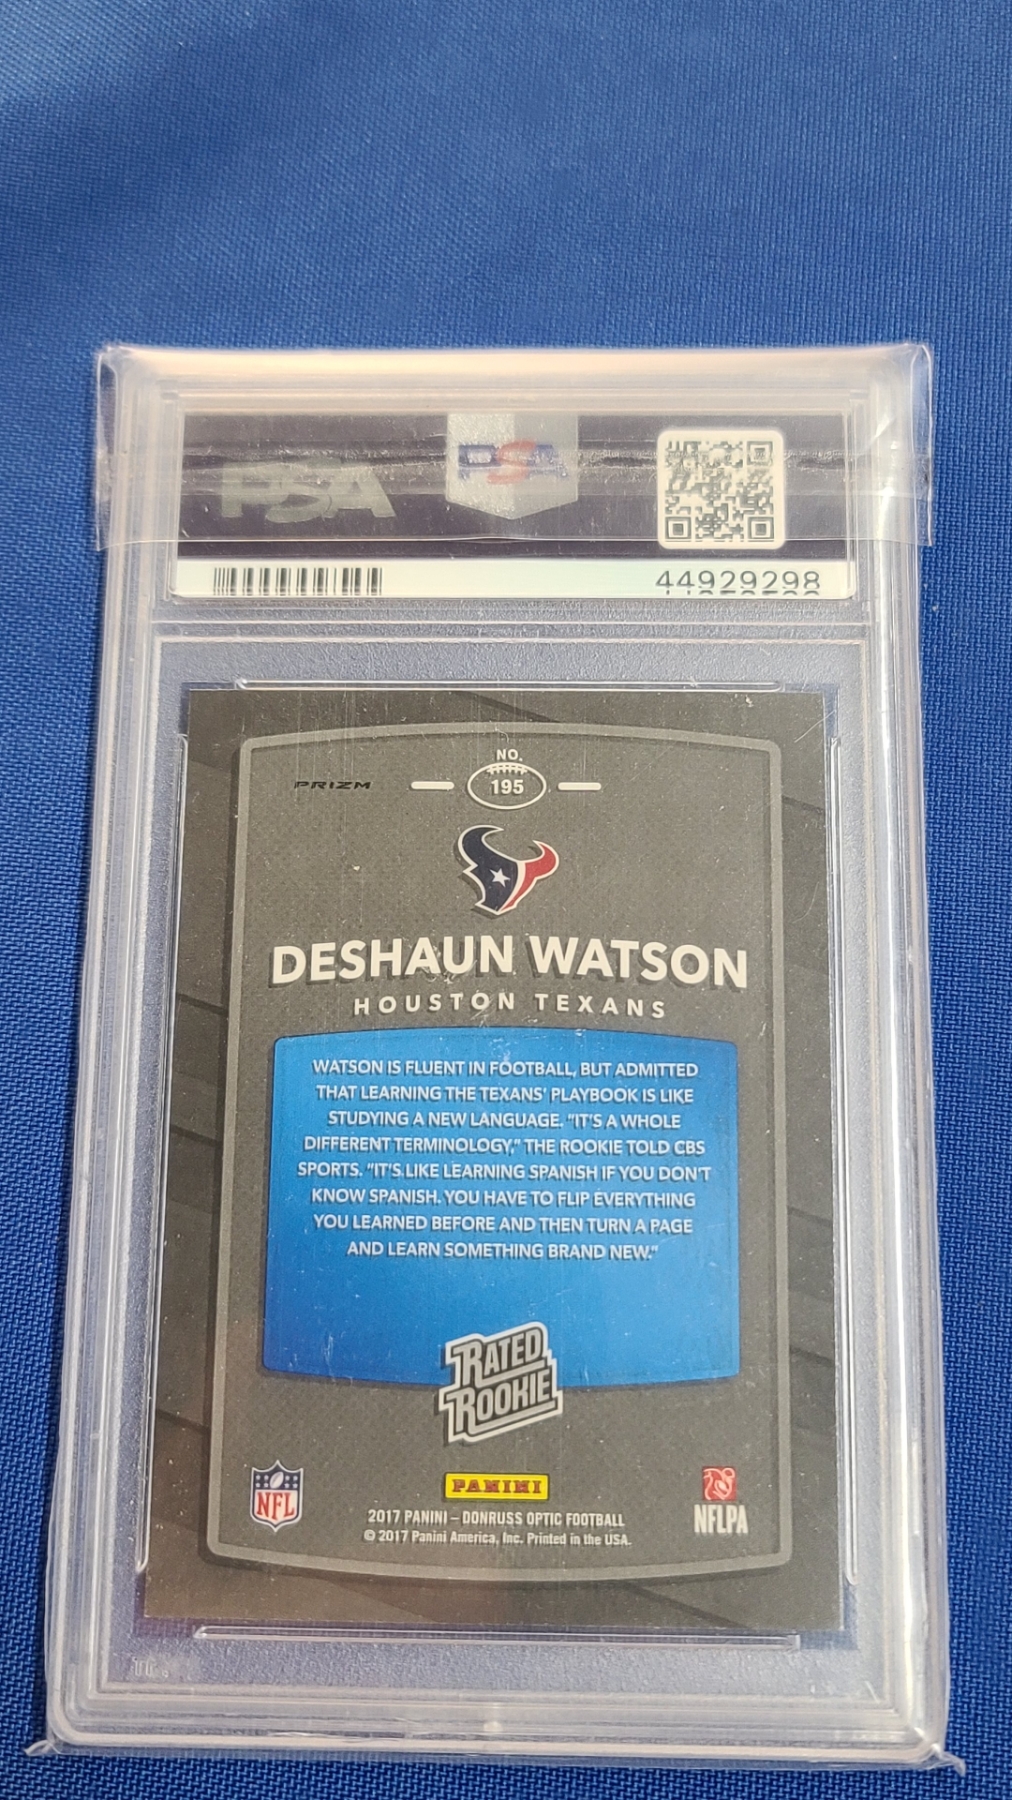 PSA
PSA
44929298
NO.
PRIZM
195
DESHAUN WATSON
HOUSTON TEXANS
WATSON IS FLUENT IN FOOTBALL, BUT ADMITTED
THAT LEARNING THE TEXANS' PLAYBOOK IS LIKE
STUDYING A NEW LANGUAGE. "IT'S A WHOLE
DIFFERENT TERMINOLOGY," THE ROOKIE TOLD CBS
SPORTS. "IT'S LIKE LEARNING SPANISH IF YOU DON'T
KNOW SPANISH. YOU HAVE TO FLIP EVERYTHING
YOU LEARNED BEFORE AND THEN TURN A PAGE
AND LEARN SOMETHING BRAND NEW."
RATED
ROOKIE
NFL
PANINI
NFLPA
2017 PANINI – DONRUSS OPTIC FOOTBALL
© 2017 Panini America, Inc. Printed in the USA.